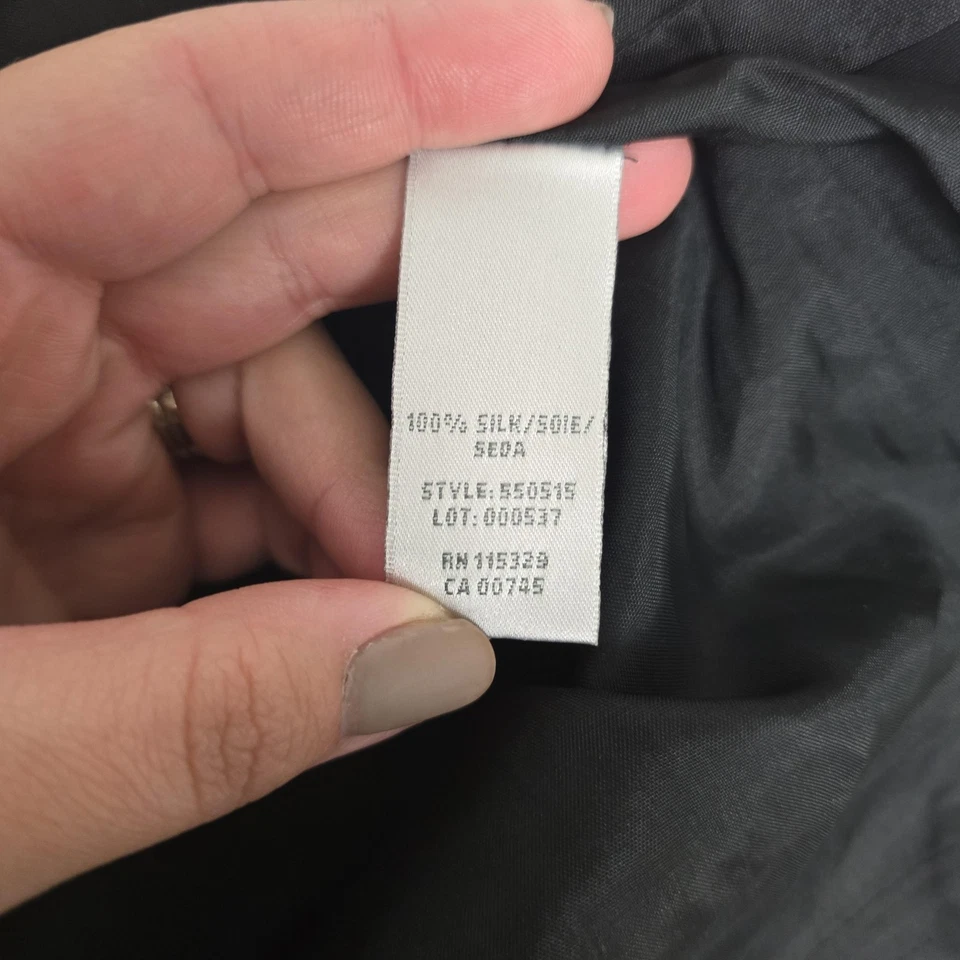 100% SILK/SOIE/
SEDA
STYLE: 550515
LOT: 000537
RN 115329
CA 00745